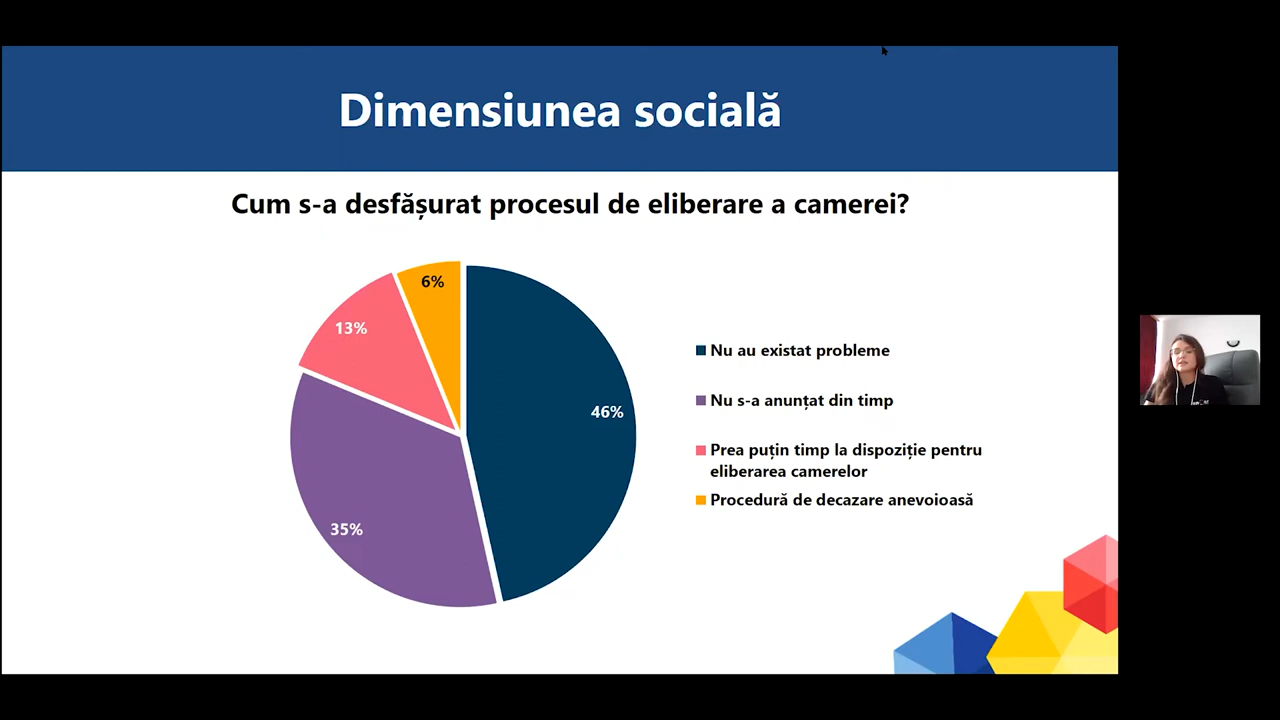 Dimensiunea socială
Cum s-a desfășurat procesul de eliberare a camerei?
6%
13%
46%
35%
Nu au existat probleme
Nu s-a anunțat din timp
Prea puțin timp la dispoziție pentru
eliberarea camerelor
Procedură de decazare anevoioasă